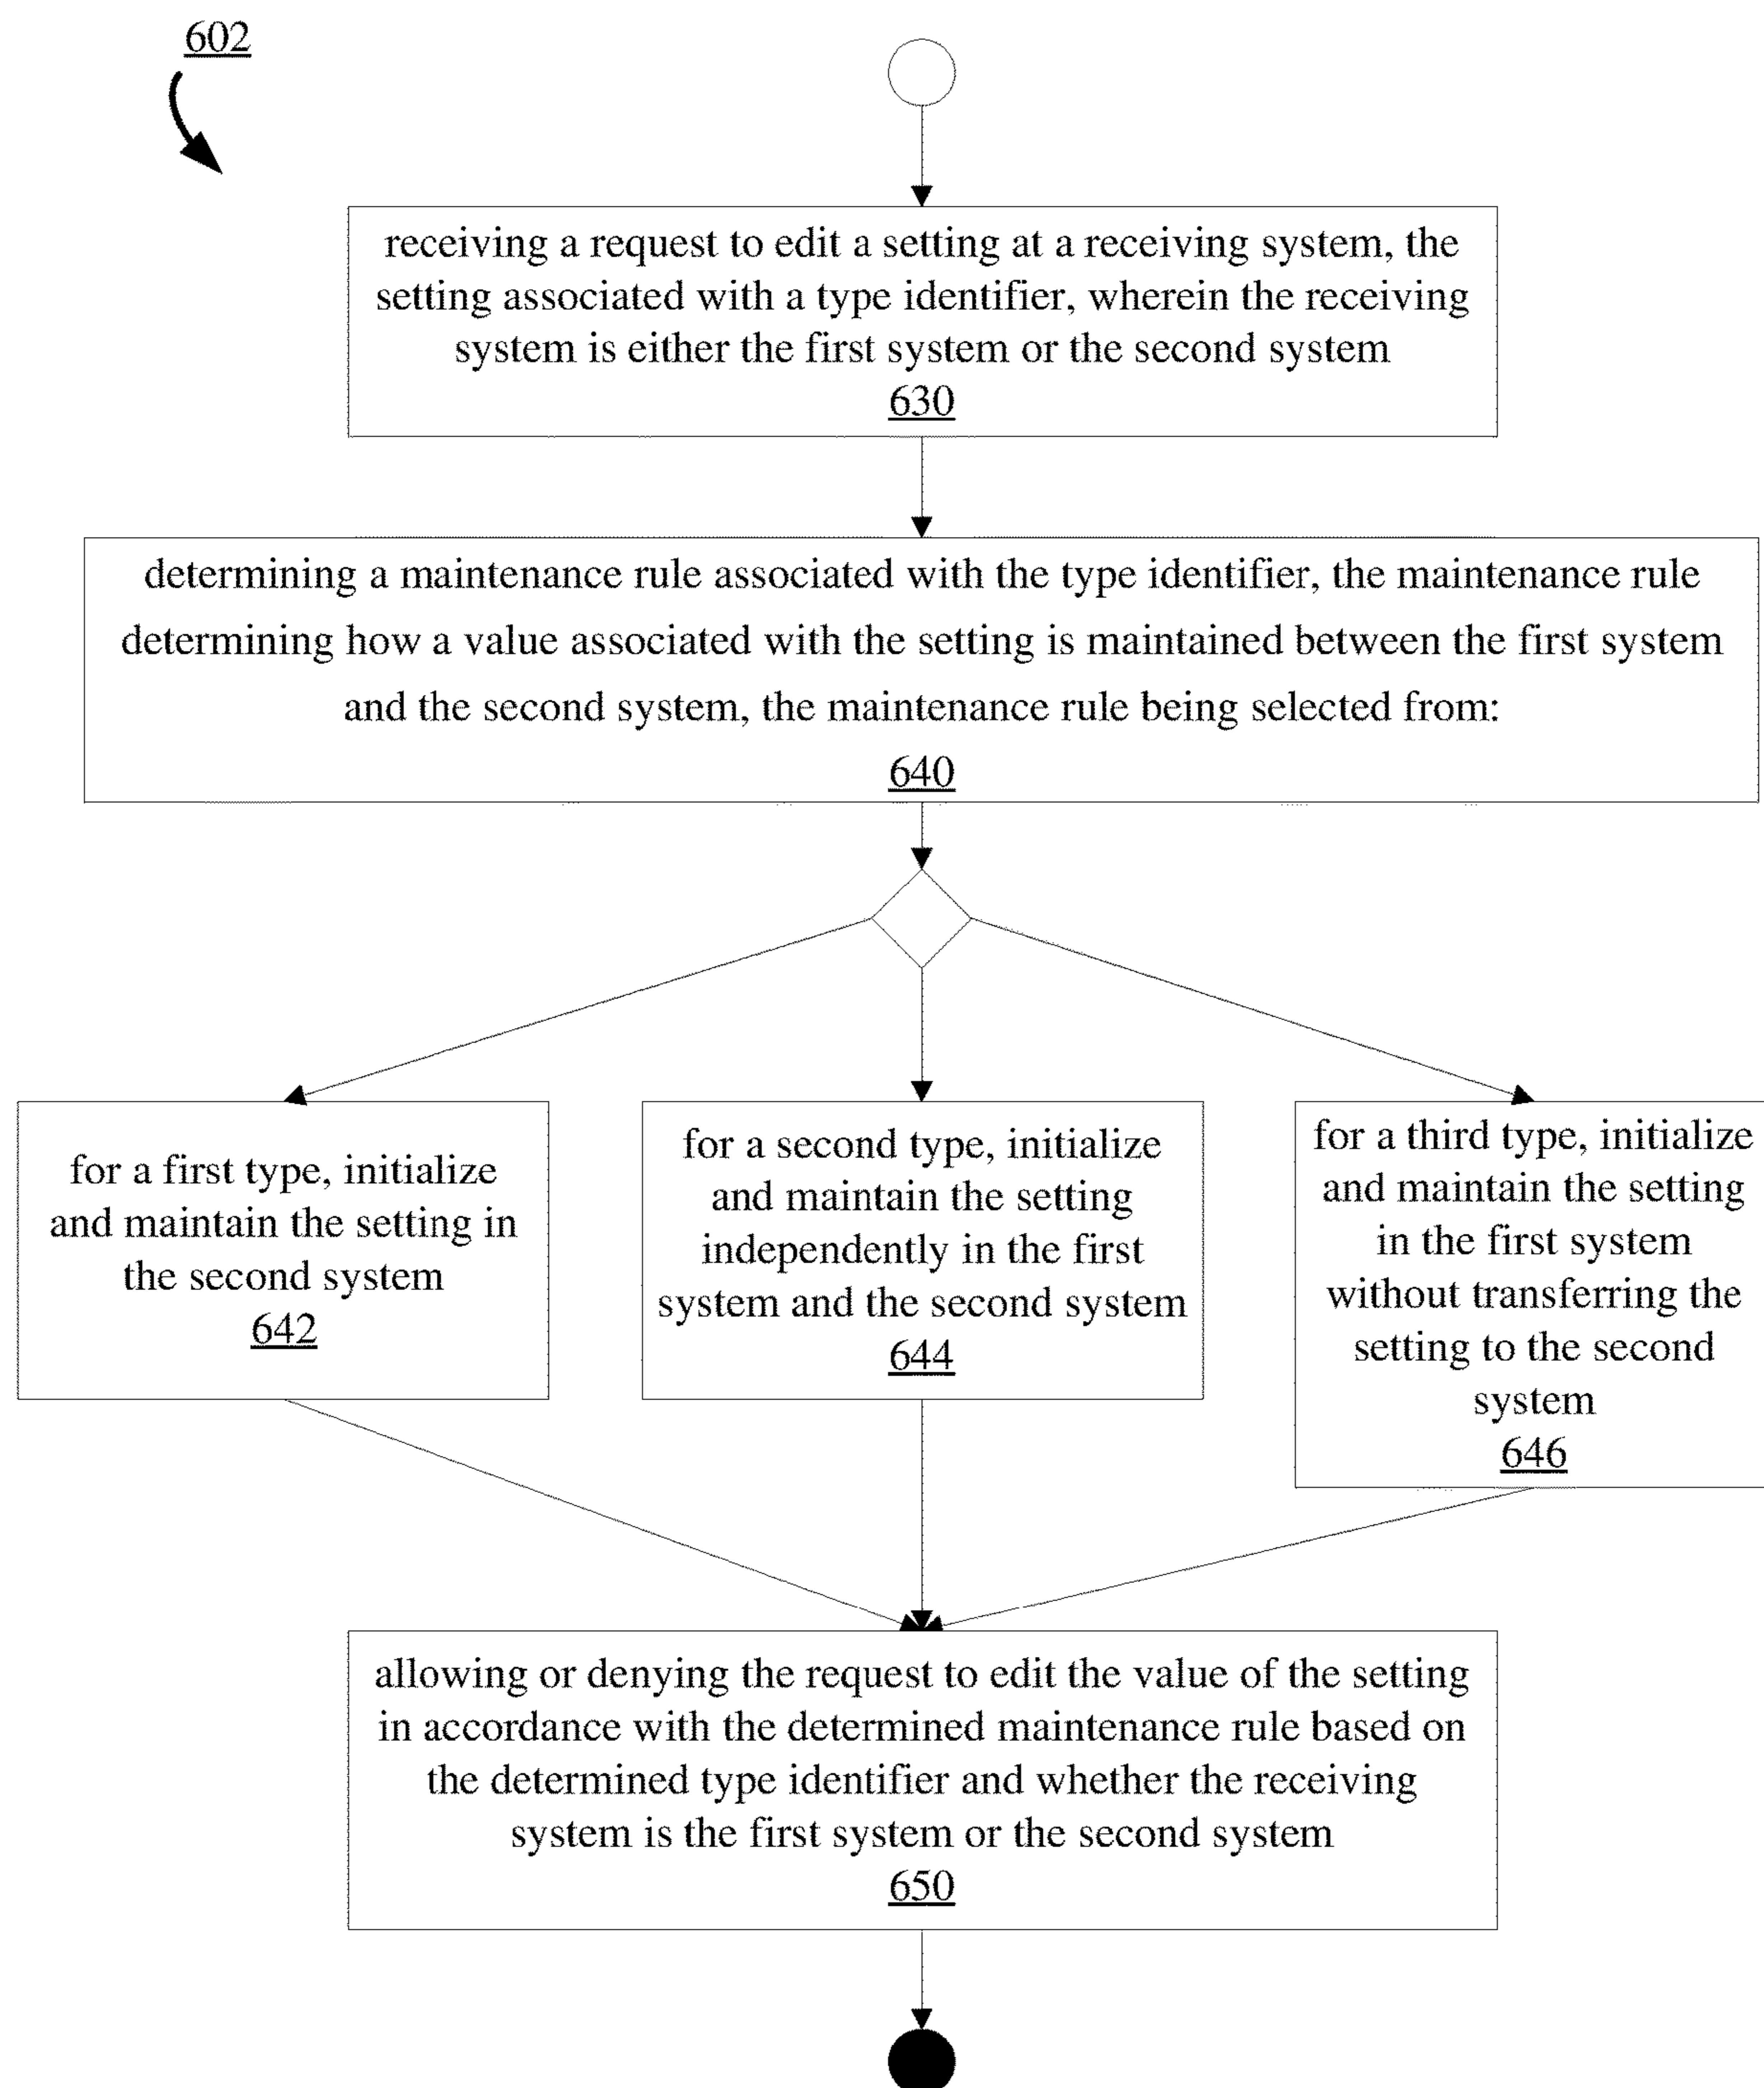 602
receiving a request to edit a setting at a receiving system, the
setting associated with a type identifier, wherein the receiving
system is either the first system or the second system
630
determining a maintenance rule associated with the type identifier, the maintenance rule
determining how a value associated with the setting is maintained between the first system
and the second system, the maintenance rule being selected from:
640
for a first type, initialize
and maintain the setting in
the second system
642
for a second type, initialize
and maintain the setting
independently in the first
system and the second system
644
for a third type, initialize
and maintain the setting
in the first system
without transferring the
setting to the second
system
646
allowing or denying the request to edit the value of the setting
in accordance with the determined maintenance rule based on
the determined type identifier and whether the receiving
system is the first system or the second system
650